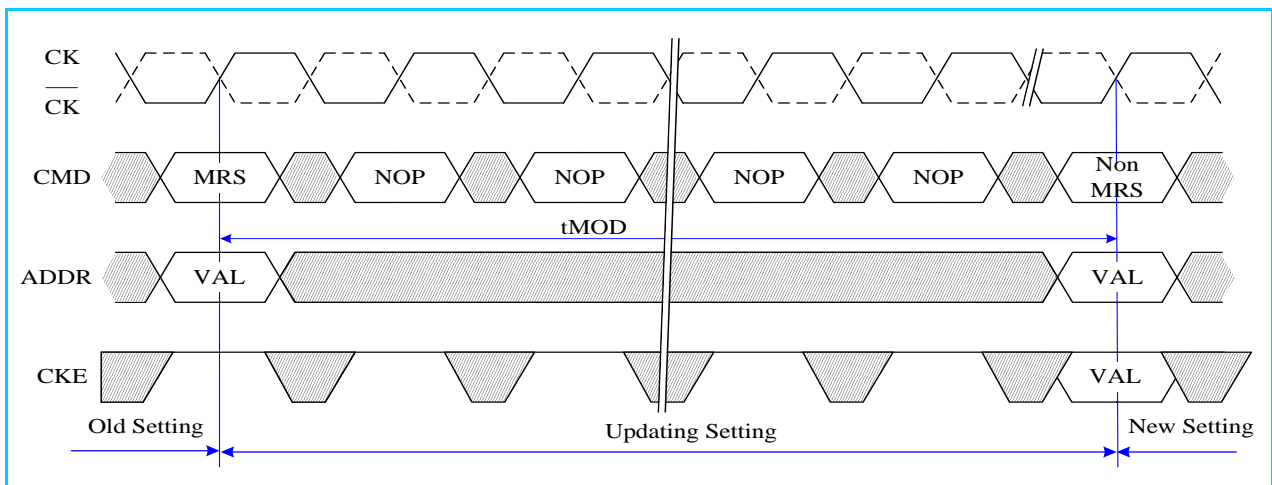 CK
CK
CMD MRS NOP NOP NOP NOP Non
MRS
tMOD
ADDR VAL VAL
CKE VAL
Old Setting Updating Setting New Setting